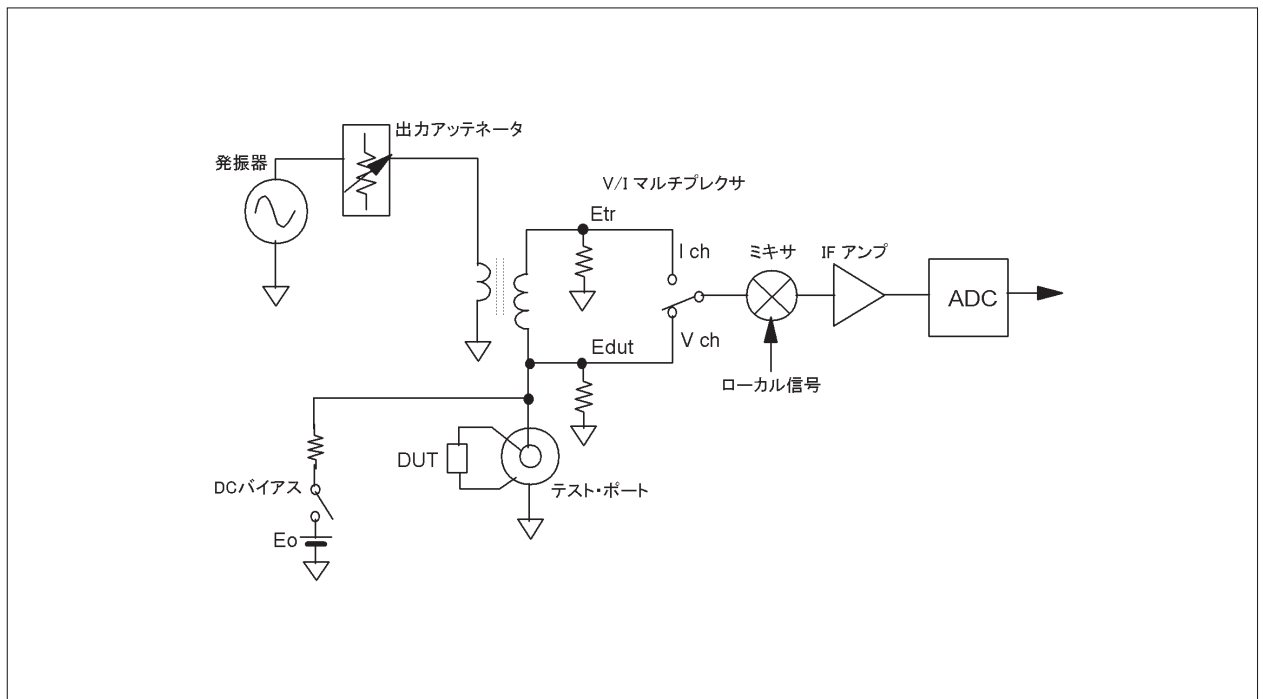 出力アッテネータ
発振器
V/I マルチプレクサ
Etr
I ch
ミキサ
IF アンプ
ADC
V ch
Edut
ローカル信号
DUT
テスト・ポート
DCバイアス
Eo